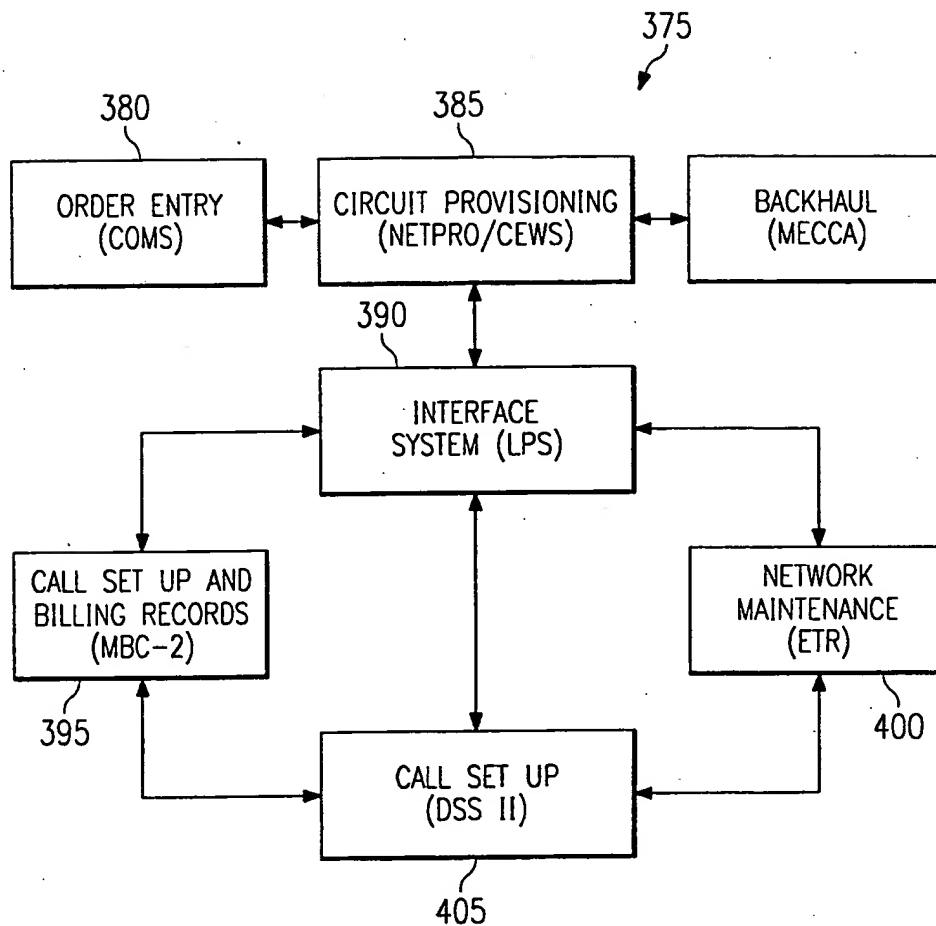 375
380
385
ORDER ENTRY
(COMS)
CIRCUIT PROVISIONING
(NETPRO/CEWS)
BACKHAUL
(MECCA)
390
INTERFACE
SYSTEM (LPS)
CALL SET UP AND
BILLING RECORDS
(MBC-2)
395
NETWORK
MAINTENANCE
(ETR)
400
CALL SET UP
(DSS II)
405